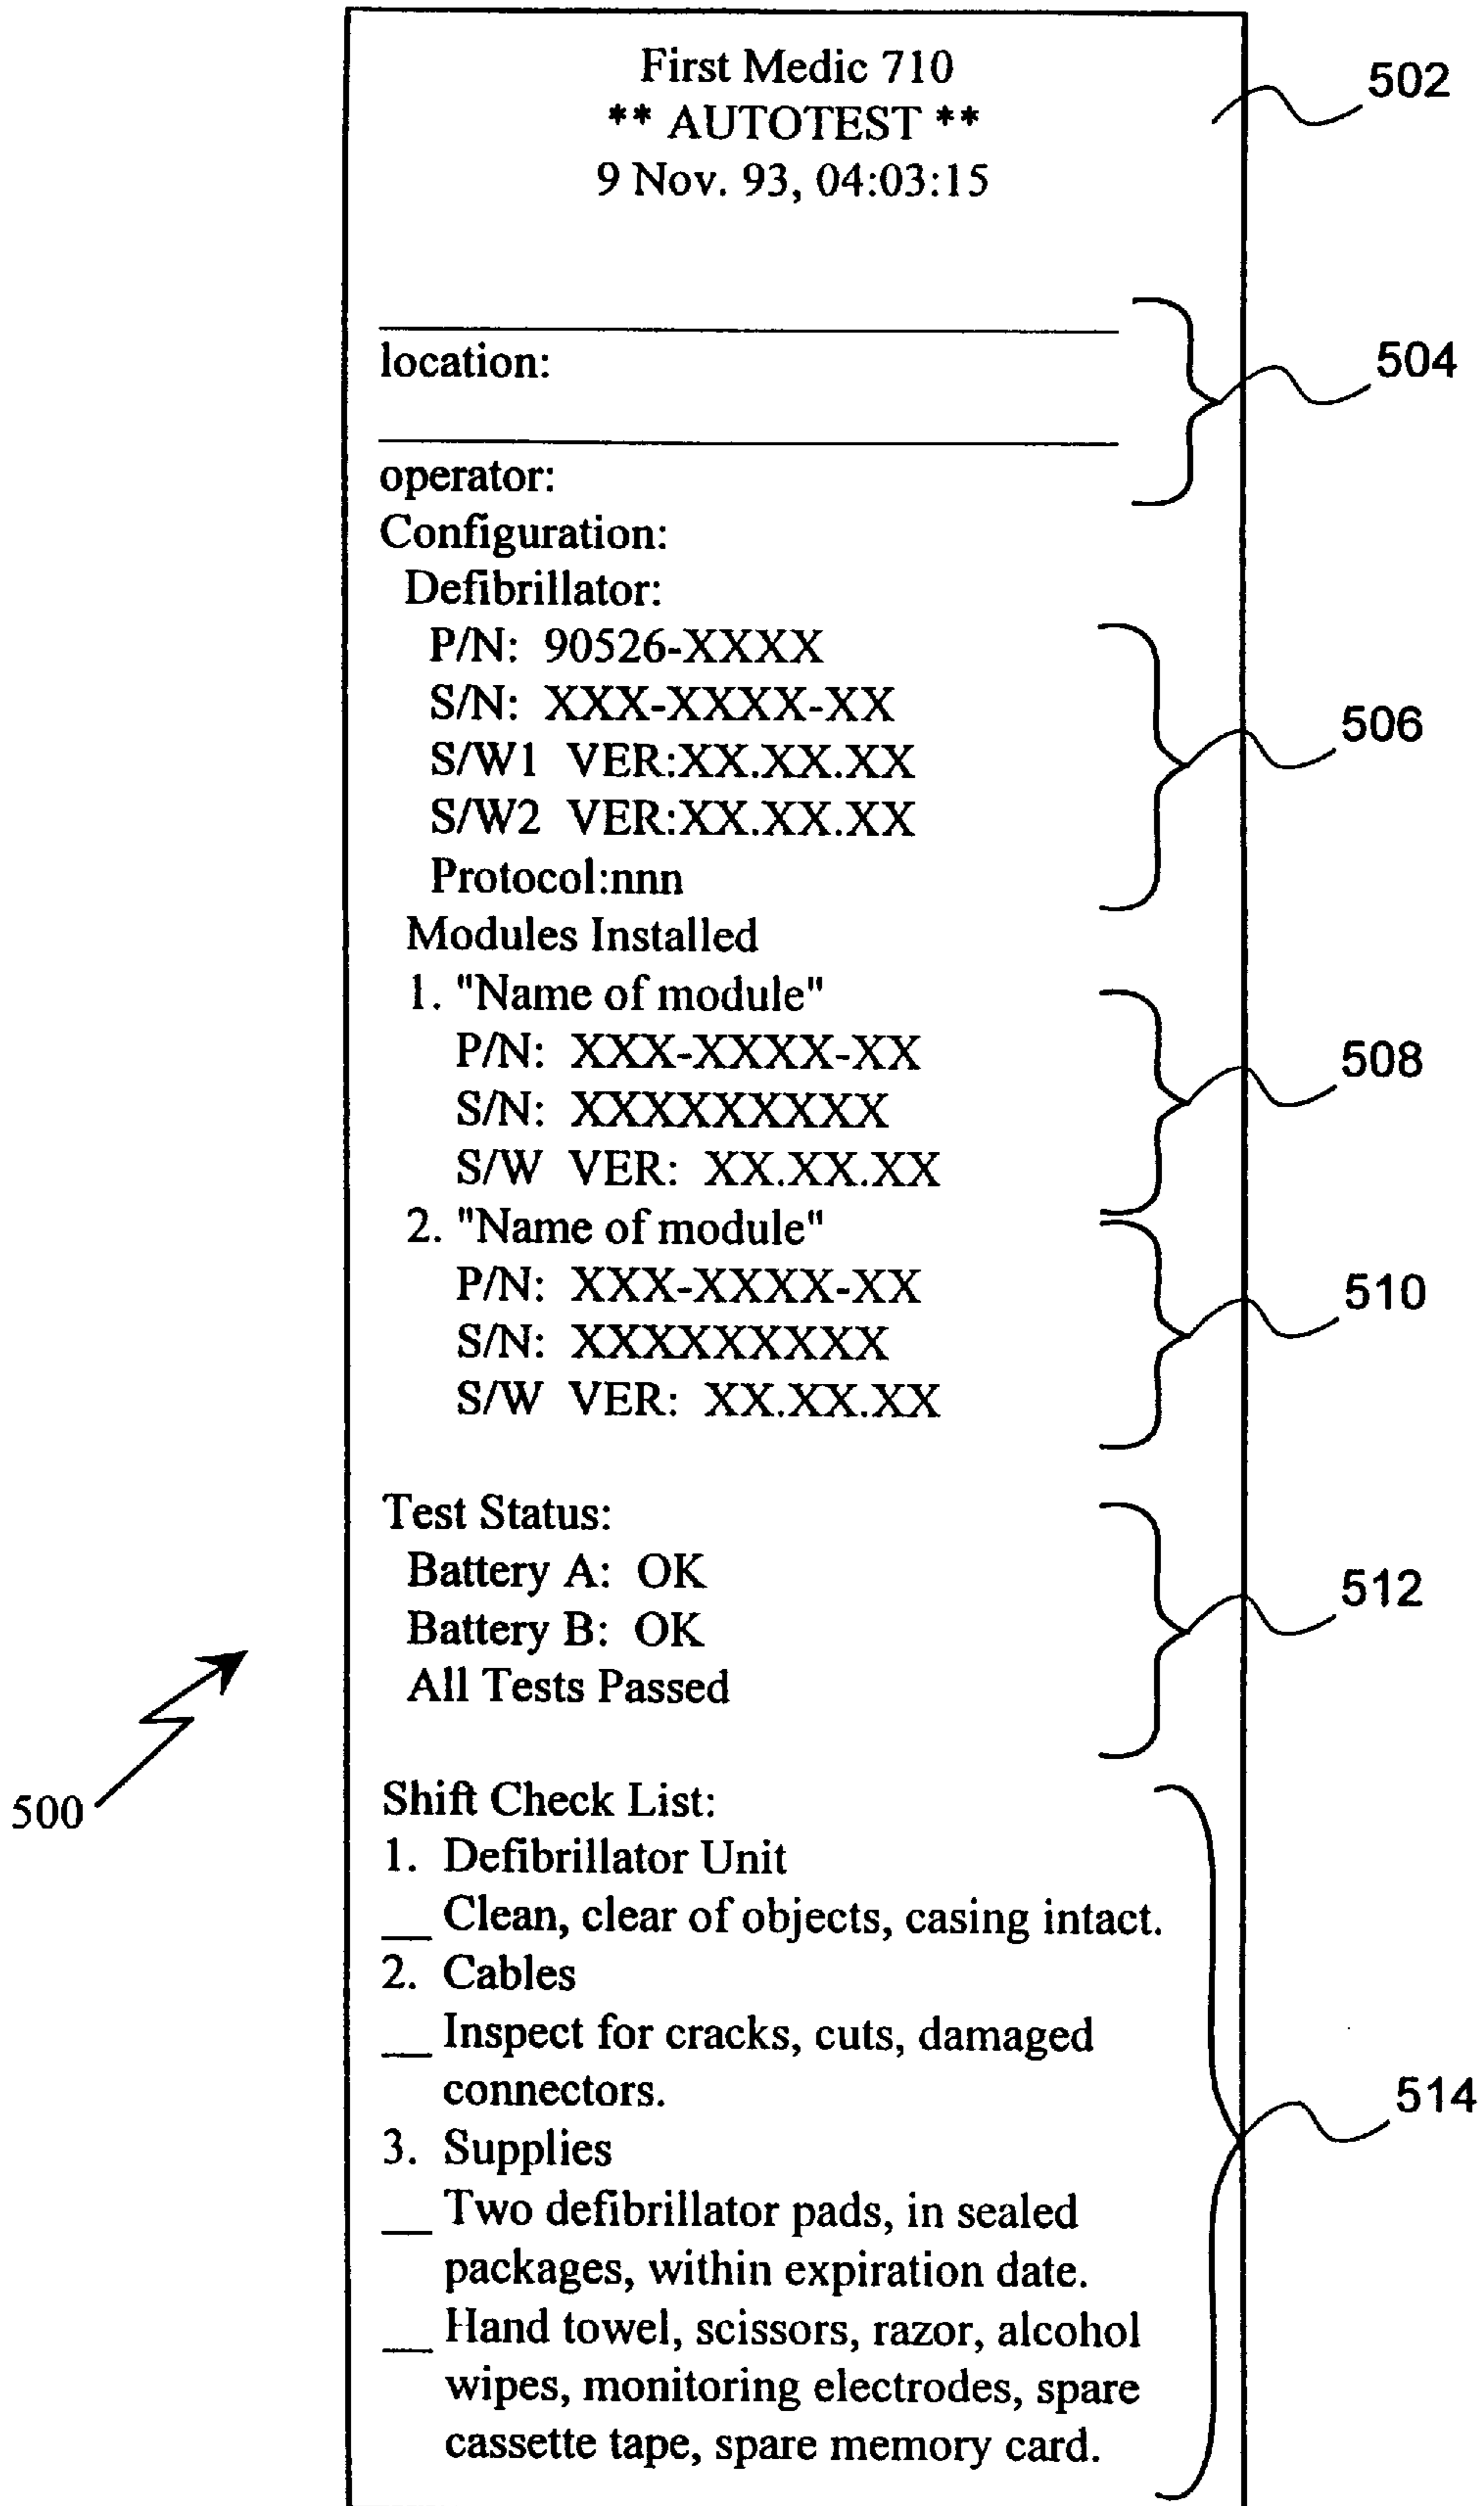 First Medic 710
** AUTOTEST **
9 Nov. 93, 04:03:15
502
location:
504
operator:
Configuration:
Defibrillator:
P/N: 90526-XXXX
S/N: XXX-XXXX-XX
S/W1 VER:XX.XX.XX
S/W2 VER:XX.XX.XX
Protocol:nnn
506
Modules Installed
1. "Name of module"
P/N: XXX-XXXX-XX
S/N: XXXXXXXXX
S/W VER: XX.XX.XX
508
2. "Name of module"
P/N: XXX-XXXX-XX
S/N: XXXXXXXXX
S/W VER: XX.XX.XX
510
Test Status:
Battery A: OK
Battery B: OK
All Tests Passed
512
500
Shift Check List:
1. Defibrillator Unit
__ Clean, clear of objects, casing intact.
2. Cables
__ Inspect for cracks, cuts, damaged
connectors.
3. Supplies
__ Two defibrillator pads, in sealed
packages, within expiration date.
__ Hand towel, scissors, razor, alcohol
wipes, monitoring electrodes, spare
cassette tape, spare memory card.
514